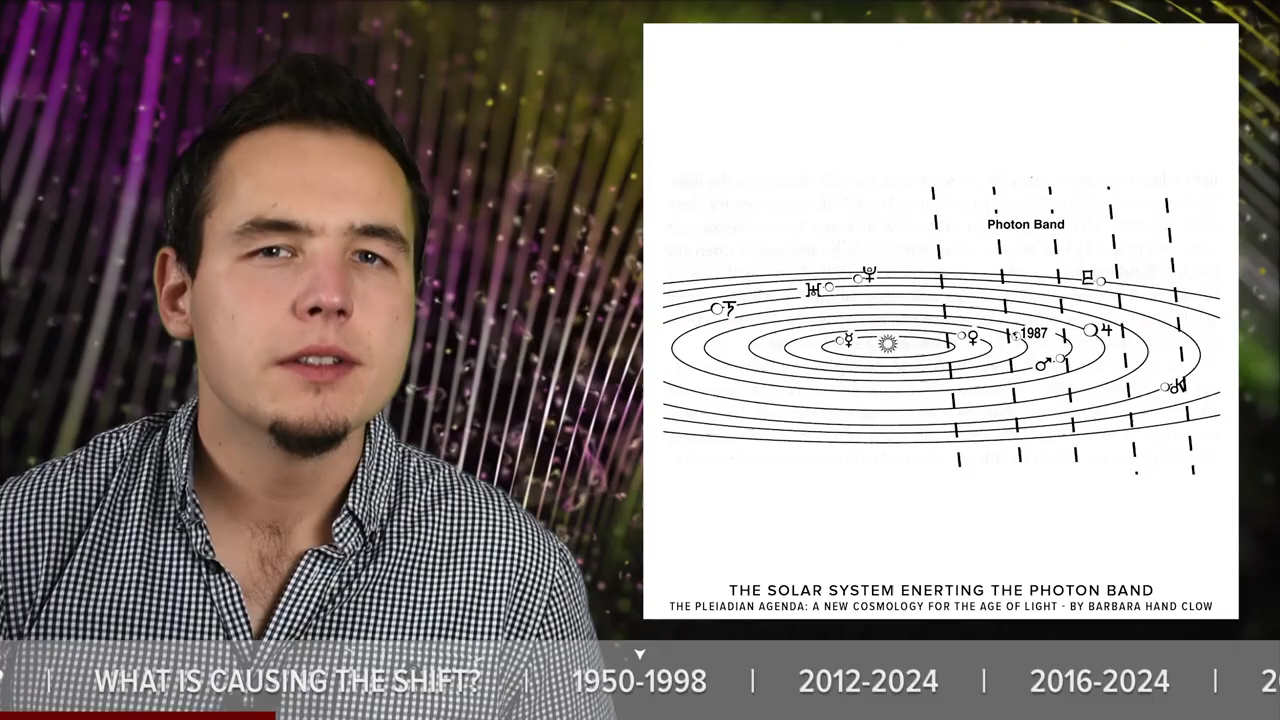 Photon Band
1987
THE SOLAR SYSTEM ENERTING THE PHOTON BAND
THE PLEIADIAN AGENDA: A NEW COSMOLOGY FOR THE AGE OF LIGHT - BY BARBARA HAND CLOW
? | WHAT IS CAUSING THE SHIFT? | 1950-1998 | 2012-2024 | 2016-2024 | 20